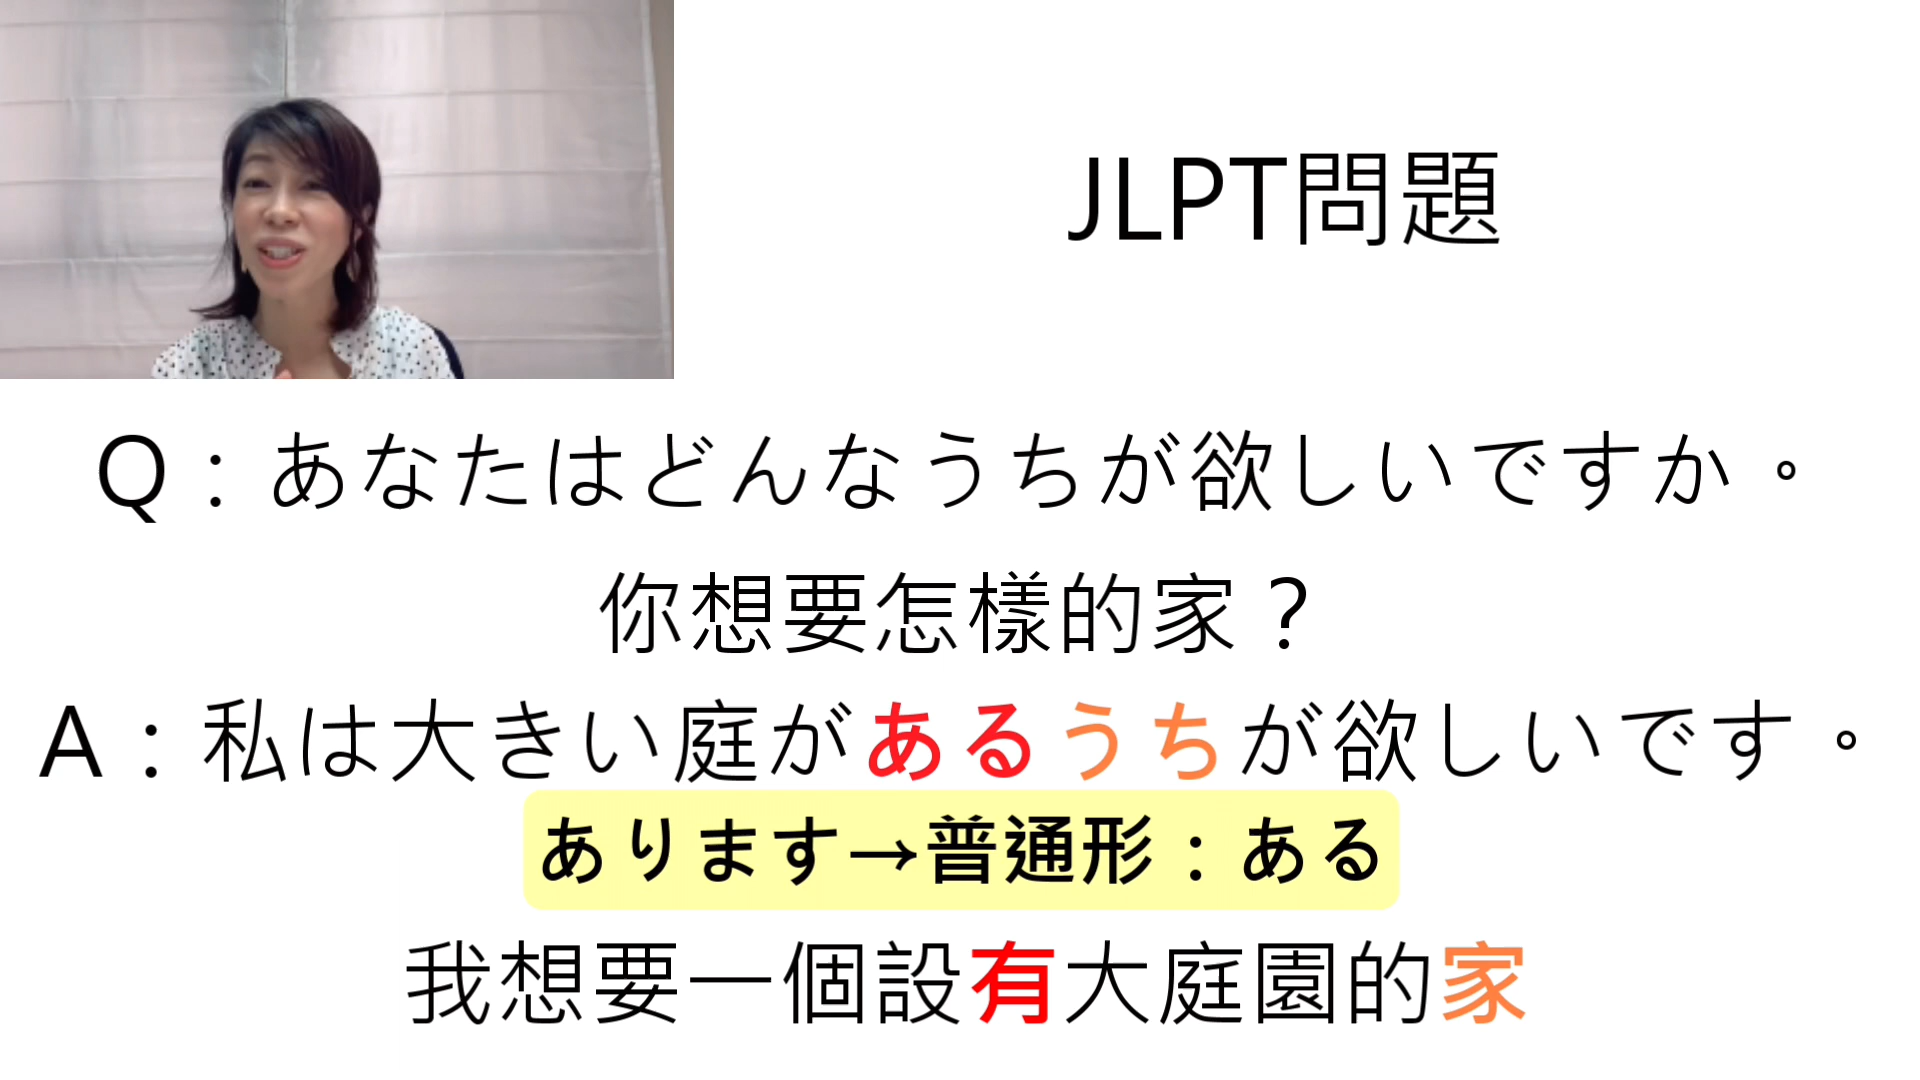 JLPT問題
Q：あなたはどんなうちが欲しいですか。
你想要怎樣的家？
A：私は大きい庭があるうちが欲しいです。
あります→普通形：ある
我想要一個設有大庭園的家